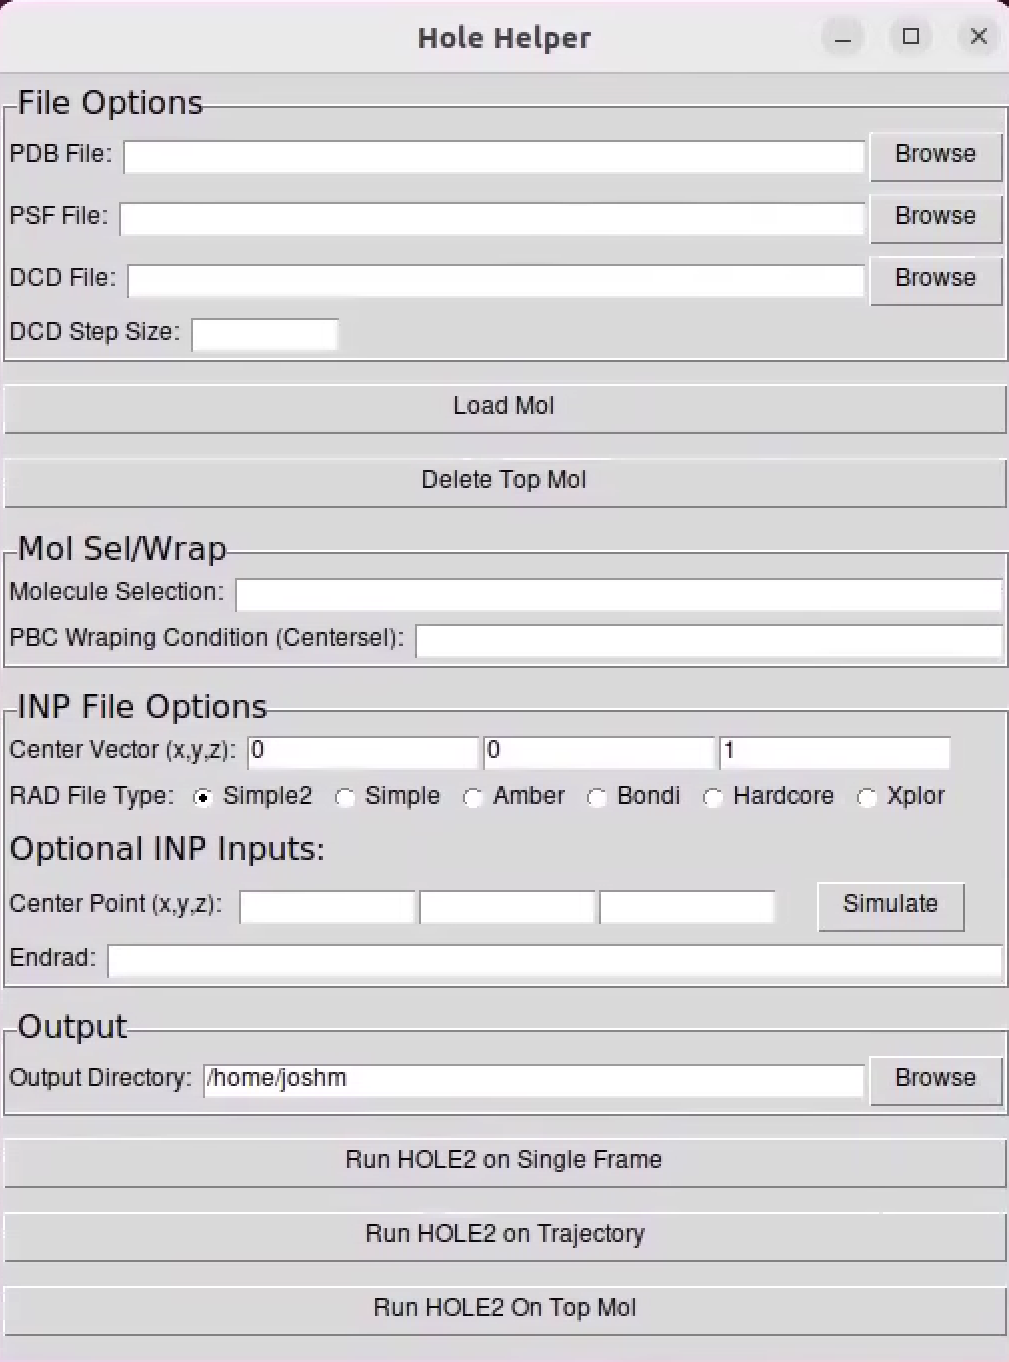 Hole Helper
File Options
PDB File: Browse
PSF File: Browse
DCD File: Browse
DCD Step Size:
Load Mol
Delete Top Mol
Mol Sel/Wrap
Molecule Selection:
PBC Wraping Condition (Centersel):
INP File Options
Center Vector (x,y,z): 0 0 1
RAD File Type: Simple2 Simple Amber Bondi Hardcore Xplor
Optional INP Inputs:
Center Point (x,y,z): Simulate
Endrad:
Output
Output Directory: /home/joshm Browse
Run HOLE2 on Single Frame
Run HOLE2 on Trajectory
Run HOLE2 On Top Mol